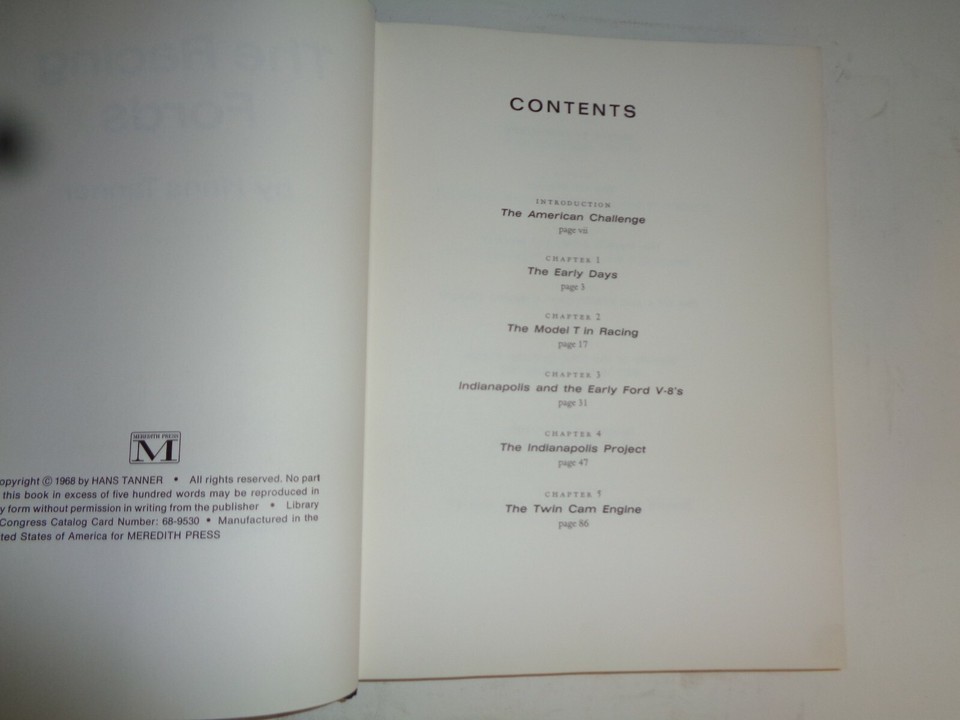 MEREDITH PRESS
M
opyright © 1968 by HANS TANNER • All rights reserved. No part
this book in excess of five hundred words may be reproduced in
y form without permission in writing from the publisher • Library
Congress Catalog Card Number: 68-9530 • Manufactured in the
ted States of America for MEREDITH PRESS
CONTENTS
INTRODUCTION
The American Challenge
page vii
CHAPTER 1
The Early Days
page 3
CHAPTER 2
The Model T in Racing
page 17
CHAPTER 3
Indianapolis and the Early Ford V-8's
page 31
CHAPTER 4
The Indianapolis Project
page 47
CHAPTER 5
The Twin Cam Engine
page 86